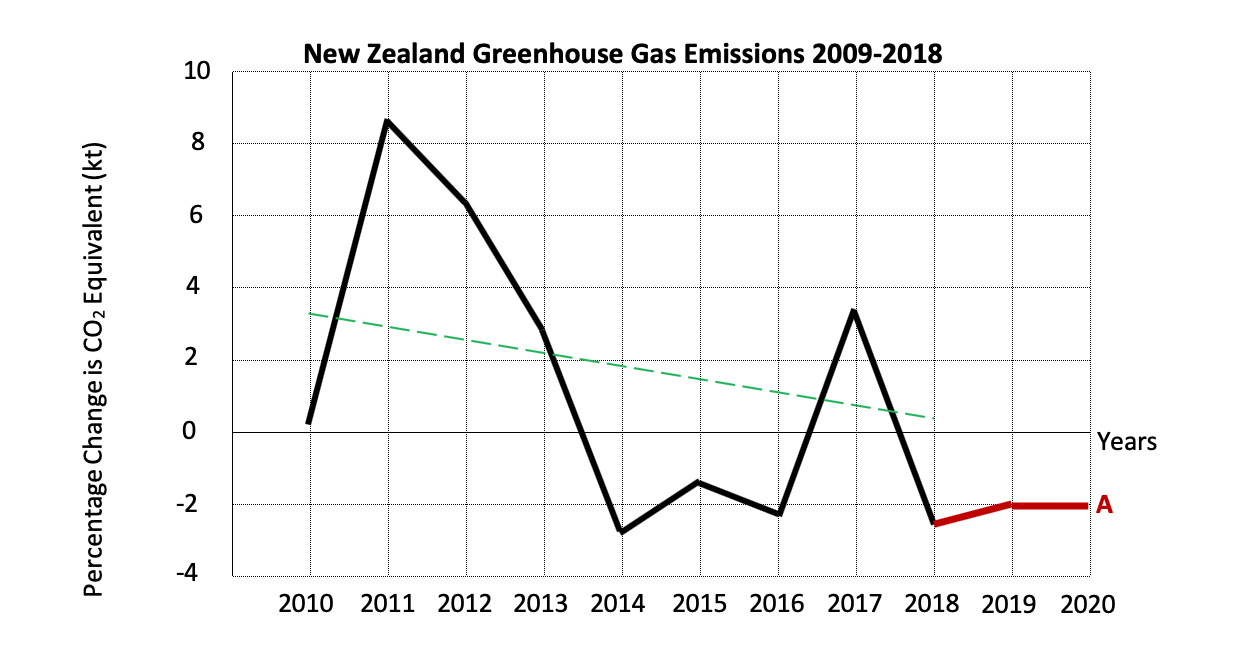 New Zealand Greenhouse Gas Emissions 2009-2018
Percentage Change is CO₂ Equivalent (kt)
10
8
6
4
2
0
-2
-4
Years
A
2010 2011 2012 2013 2014 2015 2016 2017 2018 2019 2020